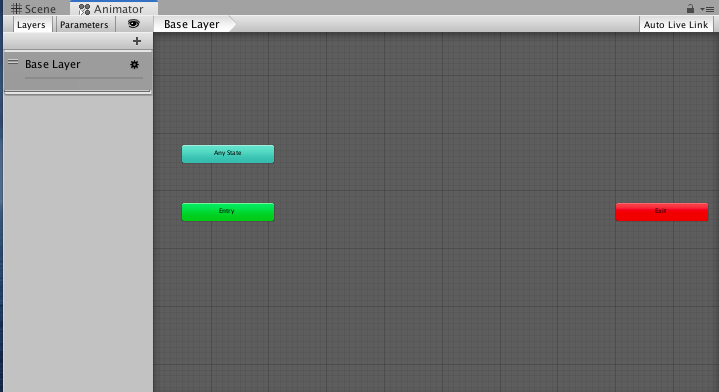 Scene Animator
Layers Parameters Base Layer Auto Live Link
Base Layer
Any State
Entry Exit